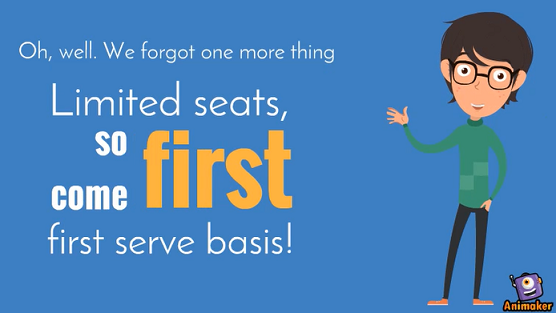 Oh, well. We forgot one more thing
Limited seats,
so
come first
first serve basis!
Animaker